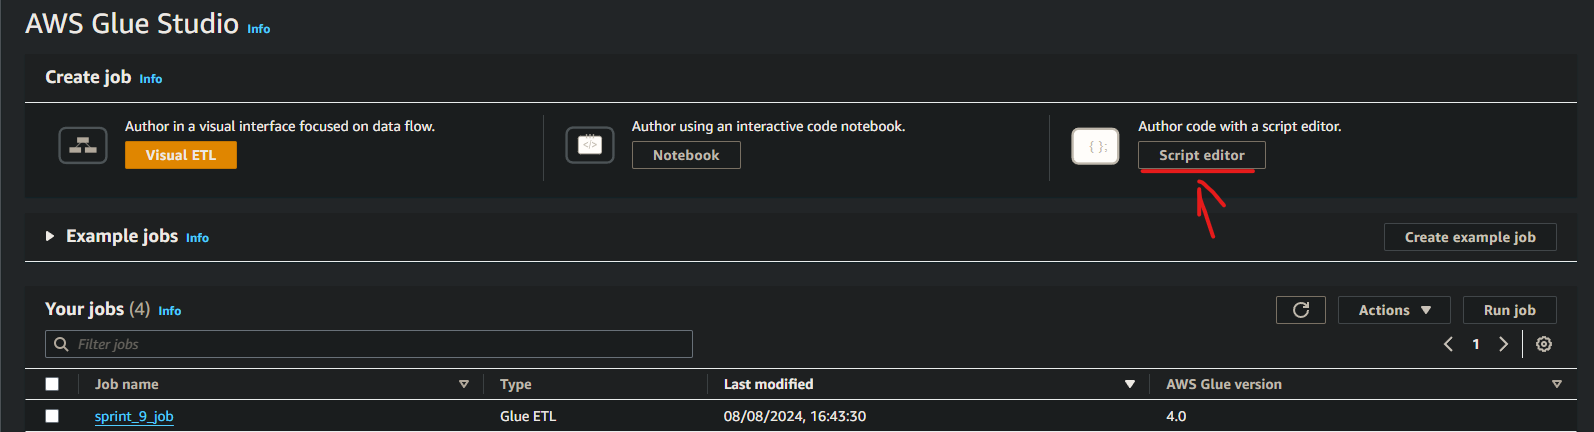 AWS Glue Studio Info
Create job Info
Author in a visual interface focused on data flow.
Visual ETL
Author using an interactive code notebook.
Notebook
Author code with a script editor.
Script editor
Example jobs Info
Create example job
Your jobs (4) Info
Actions
Run job
Filter jobs
1
Job name Type Last modified AWS Glue version
sprint_9_job Glue ETL 08/08/2024, 16:43:30 4.0